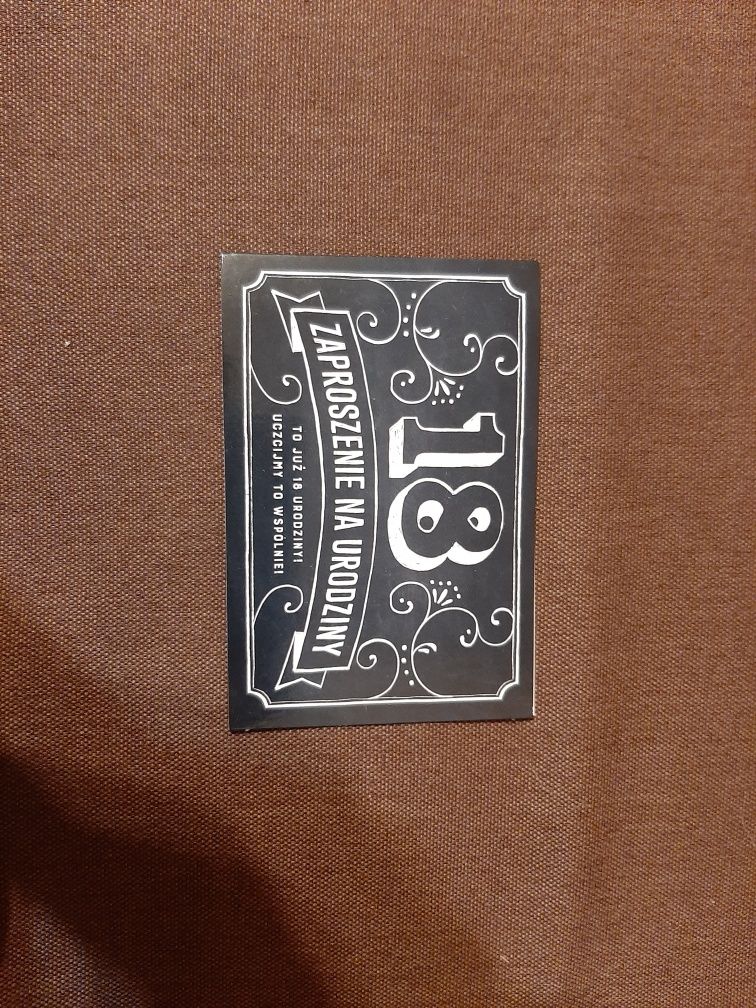 18
ZAPROSZENIE NA URODZINY
TO JUŻ 18 URODZINY!
UCZCIJMY TO WSPÓLNIE!